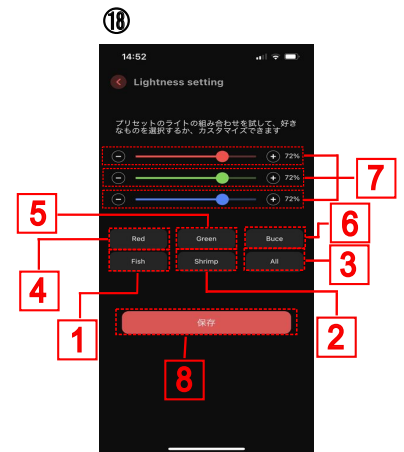 ⑱
14:52
Lightness setting
プリセットのライトの組み合わせを試して、好き
なものを選択するか、カスタマイズできます
72%
72%
72%
7
5
6
Red Green Buce
Fish Shrimp All
4
3
1
2
保存
8